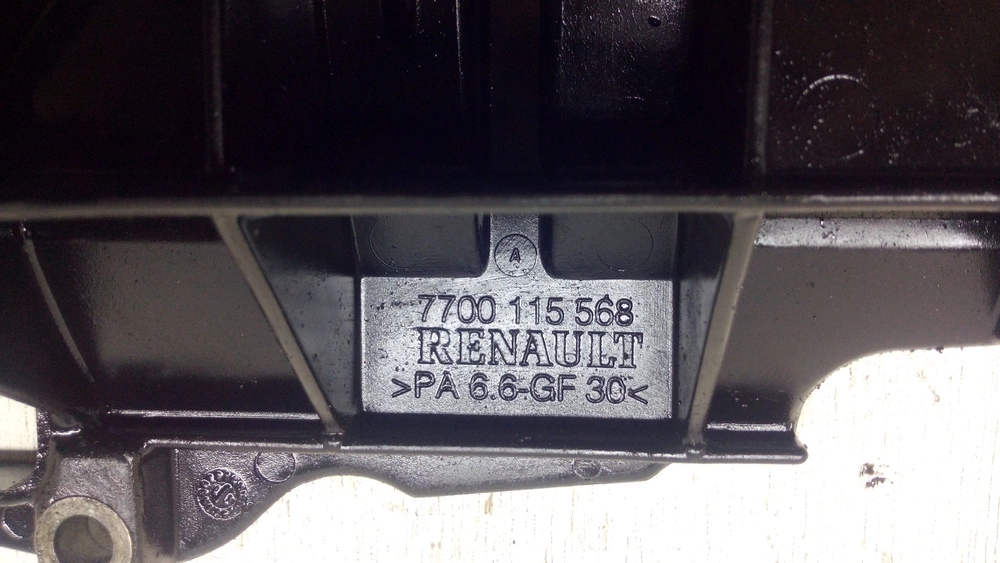 A
7700 115 568
RENAULT
>PA 6.6-GF 30<